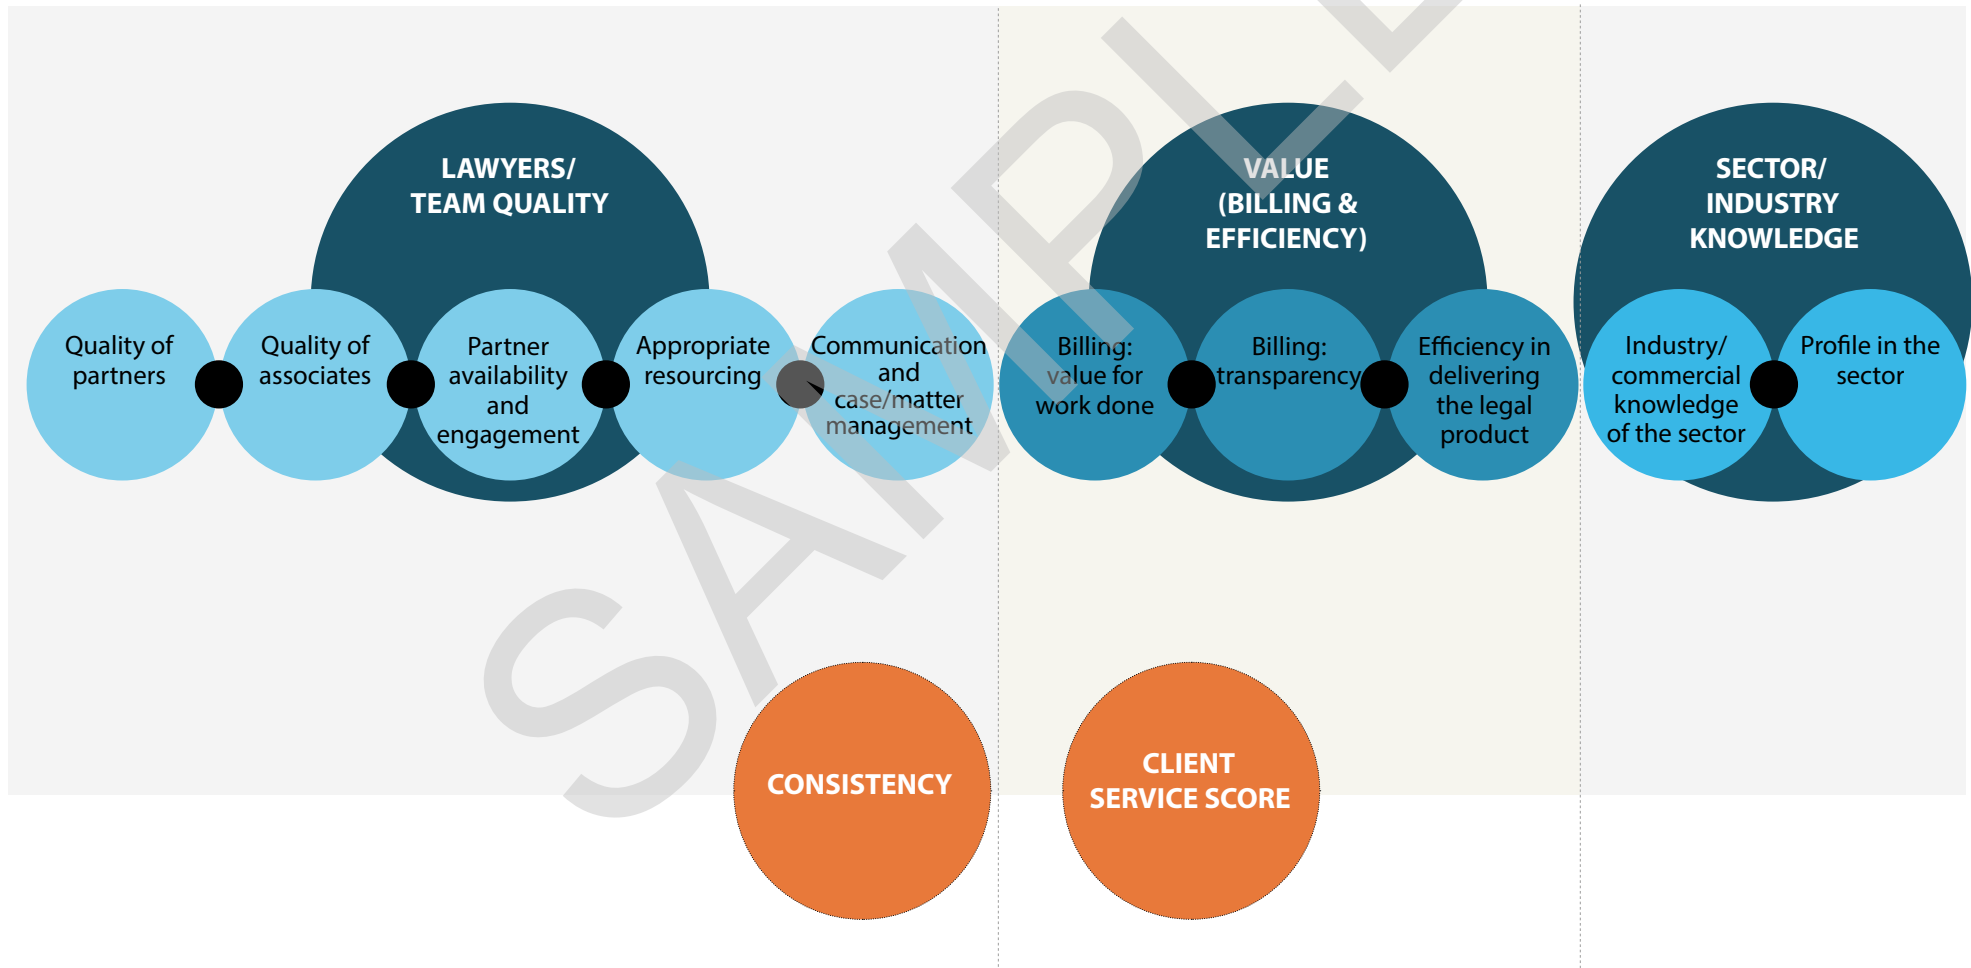 LAWYERS/
TEAM QUALITY
Quality of
partners
Quality of
associates
Partner
availability
and
engagement
Appropriate
resourcing
Communication
and
case/matter
management
VALUE
(BILLING &
EFFICIENCY)
Billing:
value for
work done
Billing:
transparency
Efficiency in
delivering
the legal
product
SECTOR/
INDUSTRY
KNOWLEDGE
Industry/
commercial
knowledge
of the sector
Profile in the
sector
CONSISTENCY
CLIENT
SERVICE SCORE
SAMPLE